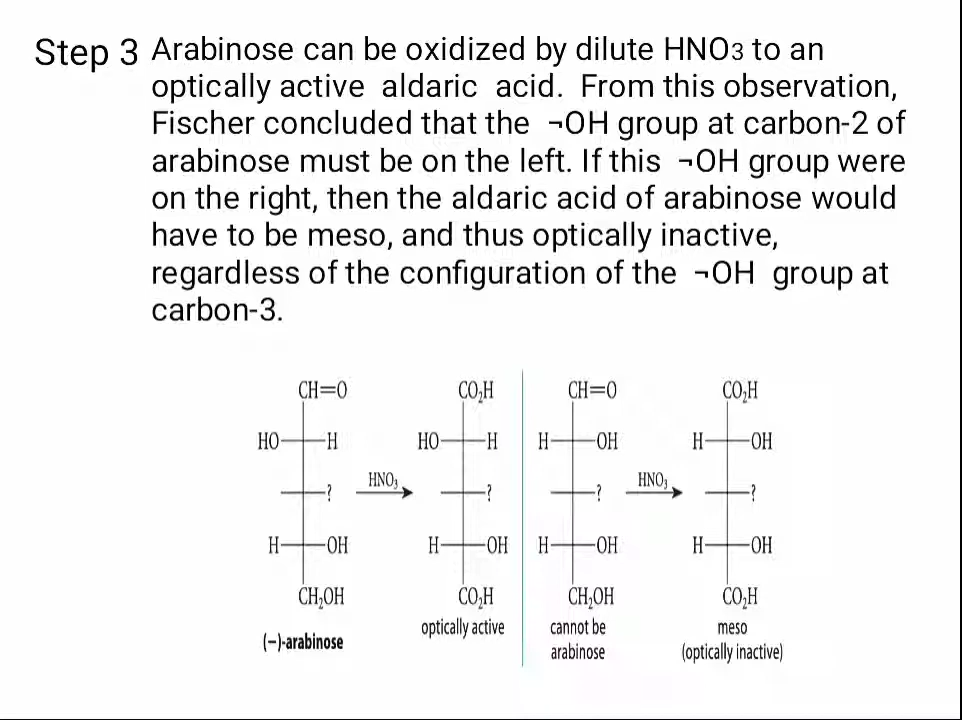 Step 3 Arabinose can be oxidized by dilute HNO3 to an
optically active aldaric acid. From this observation,
Fischer concluded that the ¬OH group at carbon-2 of
arabinose must be on the left. If this ¬OH group were
on the right, then the aldaric acid of arabinose would
have to be meso, and thus optically inactive,
regardless of the configuration of the ¬OH group at
carbon-3.
CH=O CO₂H CH=O CO₂H
HO H HO H H OH H OH
? HNO₃ ? ? HNO₃ ?
H OH H OH H OH H OH
CH₂OH CO₂H CH₂OH CO₂H
(−)-arabinose optically active cannot be meso
arabinose (optically inactive)